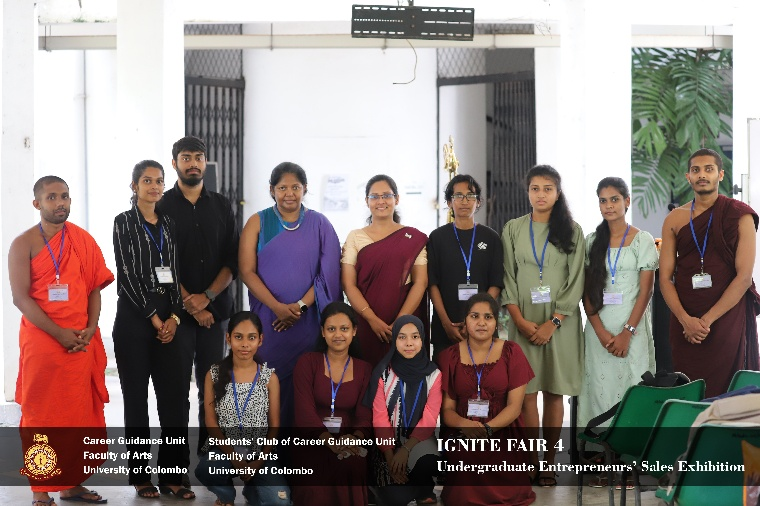 Career Guidance Unit
Faculty of Arts
University of Colombo
Students' Club of Career Guidance Unit
Faculty of Arts
University of Colombo
IGNITE FAIR 4
Undergraduate Entrepreneurs' Sales Exhibition